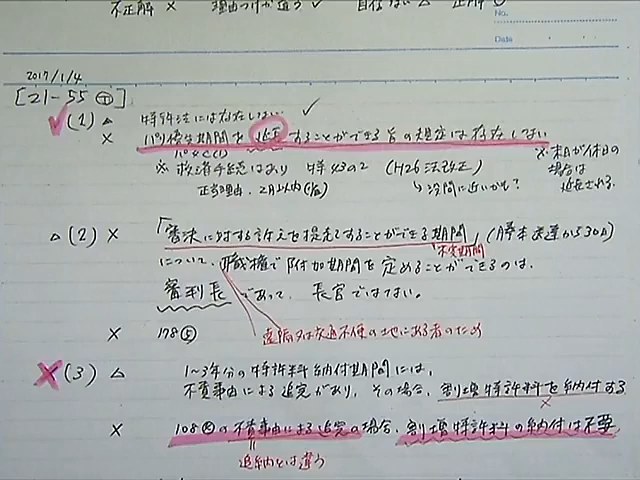 不正解 × 理由づけが違う ✓ 自信ない △ 正解 ○
No.
Date
2017/1/4
[21-55 ㊦]
✓(1) △ 特許法には存在しない ✓
× パリ優先期間を延長することができる旨の規定は存在しない
パ4C(1)
※ 救済手続はあり 特43の2 (H26法改正)
正当理由、2月以内(1回)
→ 次問に近いかも?
※末日が休日の
場合は
延長される.
△(2) × 「審決に対する訴えを提起することができる期間」(謄本送達から30日)
不変期間
について、職権で附加期間を定めることができるのは、
審判長であって、長官ではない。
× 178⑤ 遠隔又は交通不便の地にある者のため
×(3) △ 1~3年分の特許料納付期間には、
不責事由による追完があり、その場合、割増特許料を納付する
×
× 108④の不責事由による追完の場合、割増特許料の納付は不要
追納とは違う